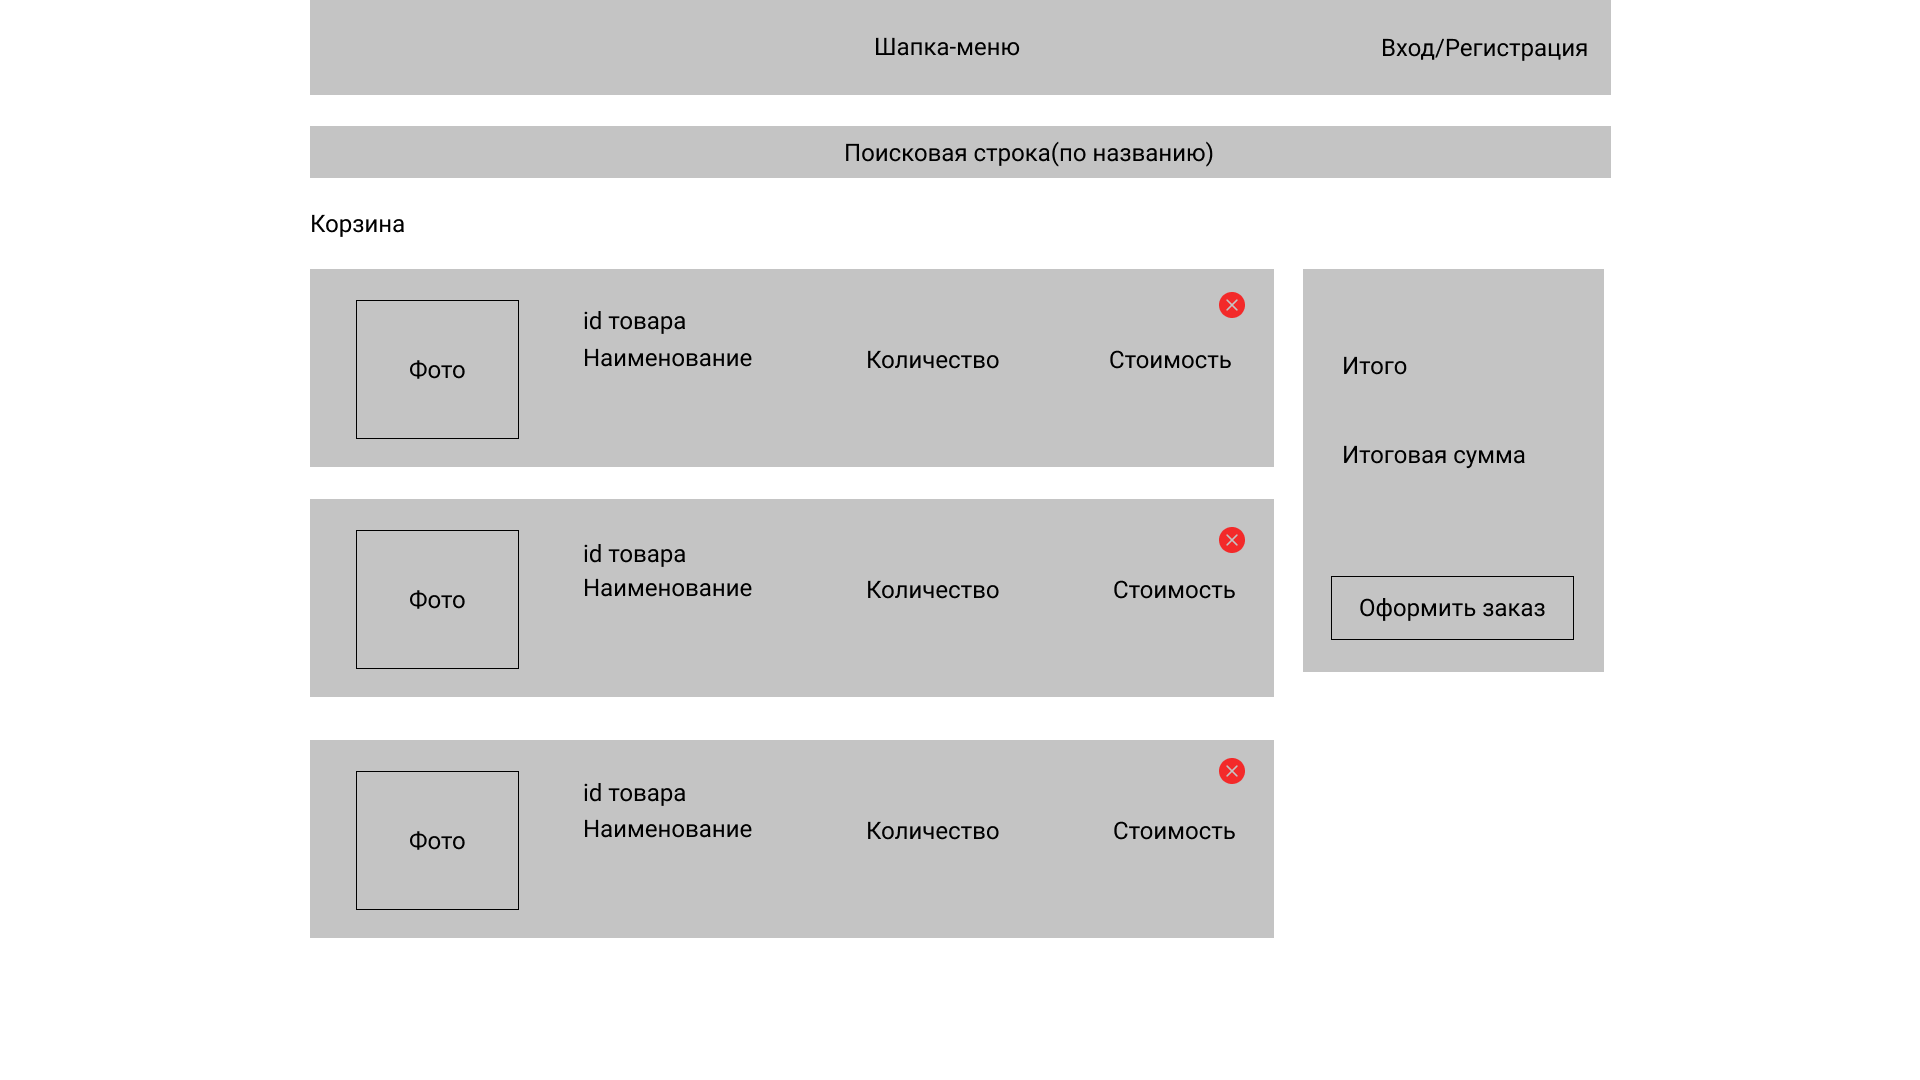 Шапка-меню
Вход/Регистрация
Поисковая строка(по названию)
Корзина
Фото
id товара
Наименование
Количество
Стоимость
Фото
id товара
Наименование
Количество
Стоимость
Фото
id товара
Наименование
Количество
Стоимость
Итого
Итоговая сумма
Оформить заказ